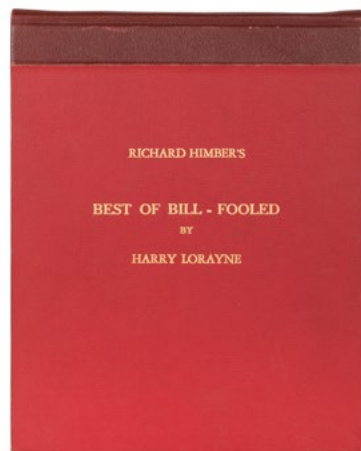 RICHARD HIMBER'S
BEST OF BILL - FOOLED
BY
HARRY LORAYNE